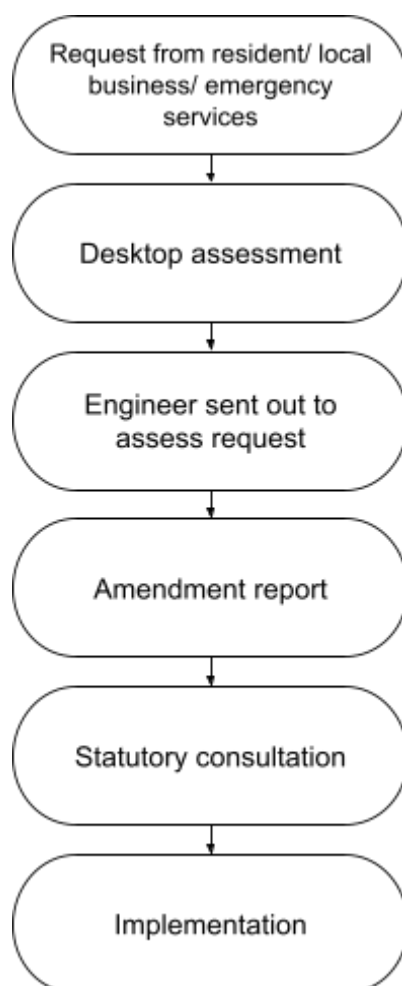 Request from resident/ local
business/ emergency
services
Desktop assessment
Engineer sent out to
assess request
Amendment report
Statutory consultation
Implementation